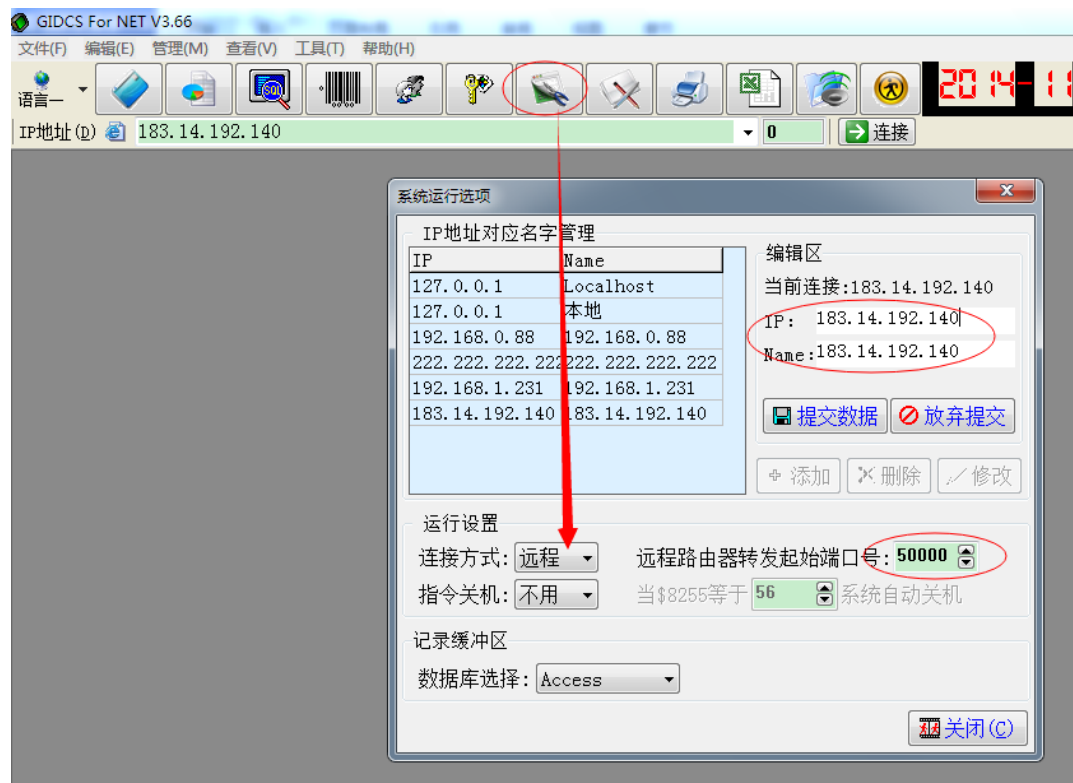 GIDCS For NET V3.66
文件(F) 编辑(E) 管理(M) 查看(V) 工具(T) 帮助(H)
语言一 SQL 2014-11
IP地址(D) 183.14.192.140 0 连接
系统运行选项
IP地址对应名字管理
IP Name
127.0.0.1 Localhost
127.0.0.1 本地
192.168.0.88 192.168.0.88
222.222.222.222 222.222.222.222
192.168.1.231 192.168.1.231
183.14.192.140 183.14.192.140
编辑区
当前连接:183.14.192.140
IP: 183.14.192.140
Name:183.14.192.140
提交数据 放弃提交
添加 删除 修改
运行设置
连接方式: 远程 远程路由器转发起始端口号: 50000
指令关机: 不用 当$8255等于 56 系统自动关机
记录缓冲区
数据库选择: Access
关闭(C)